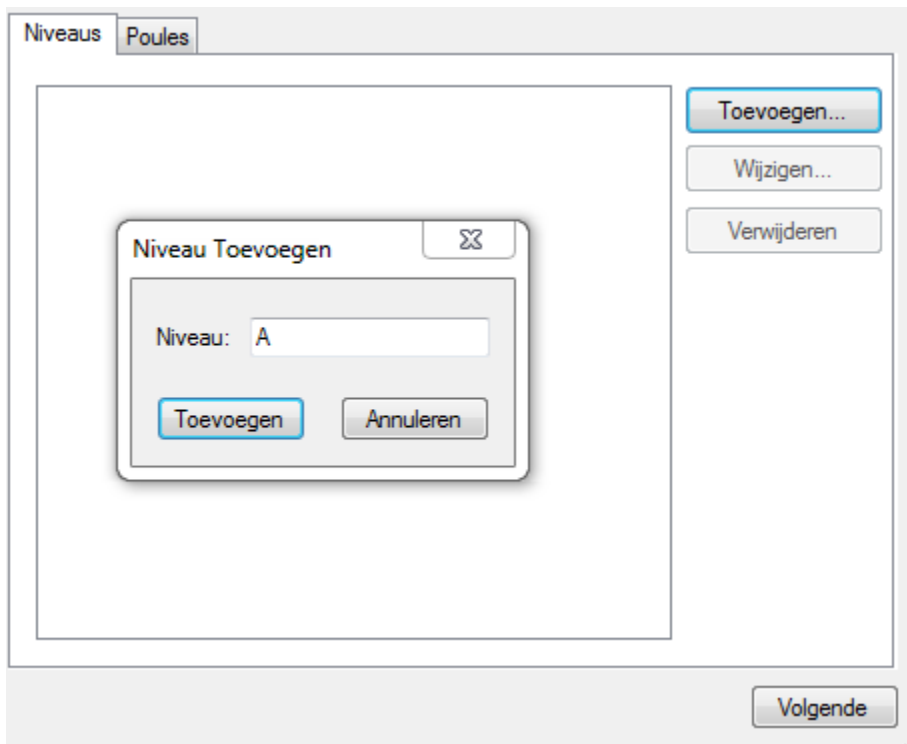 Niveaus Poules
Toevoegen...
Wijzigen...
Verwijderen
Niveau Toevoegen
Niveau: A
Toevoegen Annuleren
Volgende